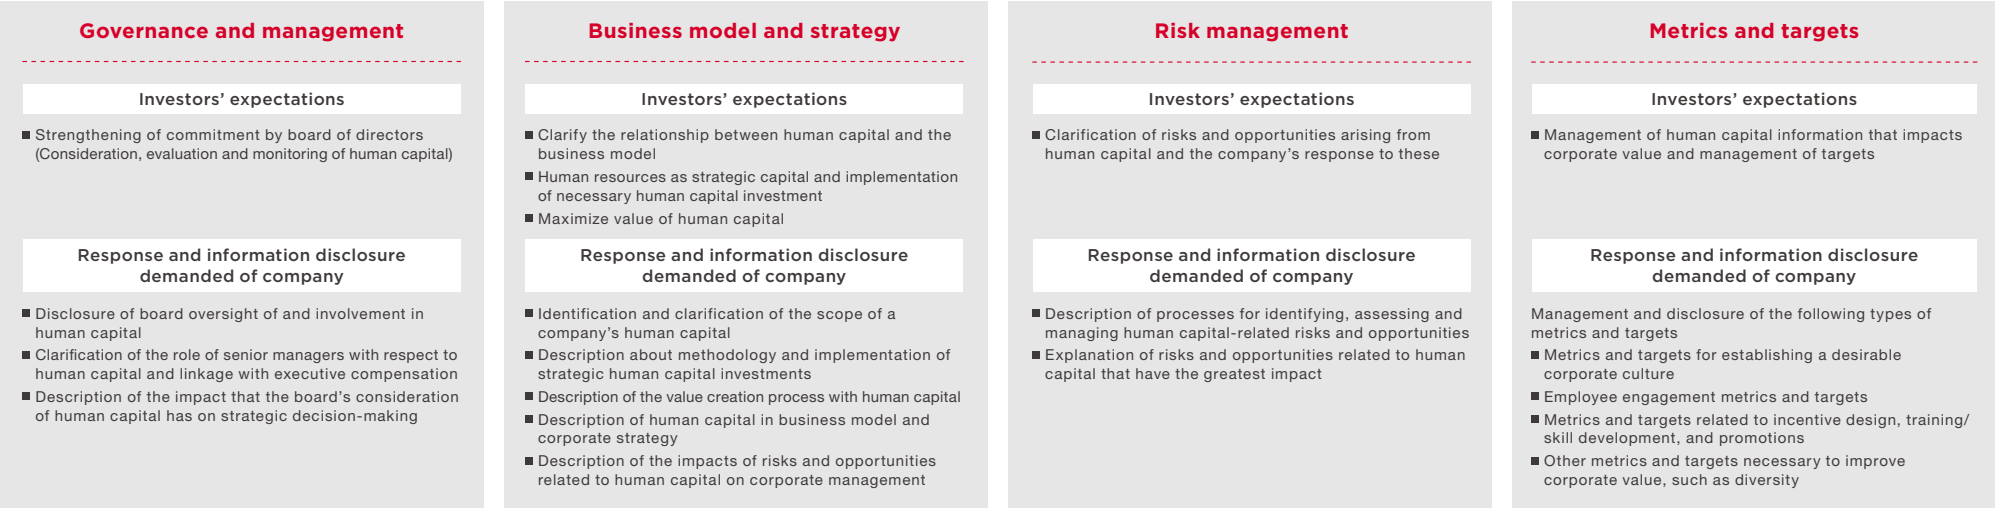 Governance and management
Investors’ expectations
■ Strengthening of commitment by board of directors
(Consideration, evaluation and monitoring of human capital)
Response and information disclosure
demanded of company
■ Disclosure of board oversight of and involvement in
human capital
■ Clarification of the role of senior managers with respect to
human capital and linkage with executive compensation
■ Description of the impact that the board’s consideration
of human capital has on strategic decision-making
Business model and strategy
Investors’ expectations
■ Clarify the relationship between human capital and the
business model
■ Human resources as strategic capital and implementation
of necessary human capital investment
■ Maximize value of human capital
Response and information disclosure
demanded of company
■ Identification and clarification of the scope of a
company’s human capital
■ Description about methodology and implementation of
strategic human capital investments
■ Description of the value creation process with human capital
■ Description of human capital in business model and
corporate strategy
■ Description of the impacts of risks and opportunities
related to human capital on corporate management
Risk management
Investors’ expectations
■ Clarification of risks and opportunities arising from
human capital and the company’s response to these
Response and information disclosure
demanded of company
■ Description of processes for identifying, assessing and
managing human capital-related risks and opportunities
■ Explanation of risks and opportunities related to human
capital that have the greatest impact
Metrics and targets
Investors’ expectations
■ Management of human capital information that impacts
corporate value and management of targets
Response and information disclosure
demanded of company
Management and disclosure of the following types of
metrics and targets
■ Metrics and targets for establishing a desirable
corporate culture
■ Employee engagement metrics and targets
■ Metrics and targets related to incentive design, training/
skill development, and promotions
■ Other metrics and targets necessary to improve
corporate value, such as diversity